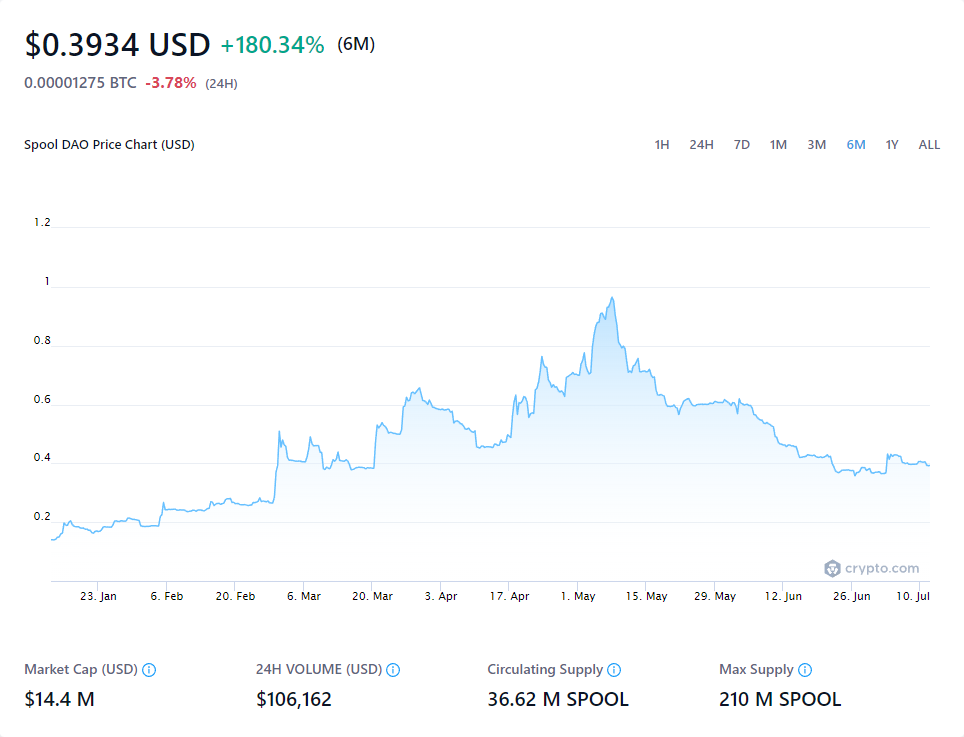 $0.3934 USD +180.34% (6M)
0.00001275 BTC -3.78% (24H)
Spool DAO Price Chart (USD) 1H 24H 7D 1M 3M 6M 1Y ALL
1.2
1
0.8
0.6
0.4
0.2
crypto.com
23. Jan 6. Feb 20. Feb 6. Mar 20. Mar 3. Apr 17. Apr 1. May 15. May 29. May 12. Jun 26. Jun 10. Jul
Market Cap (USD) 24H VOLUME (USD) Circulating Supply Max Supply
$14.4 M $106,162 36.62 M SPOOL 210 M SPOOL